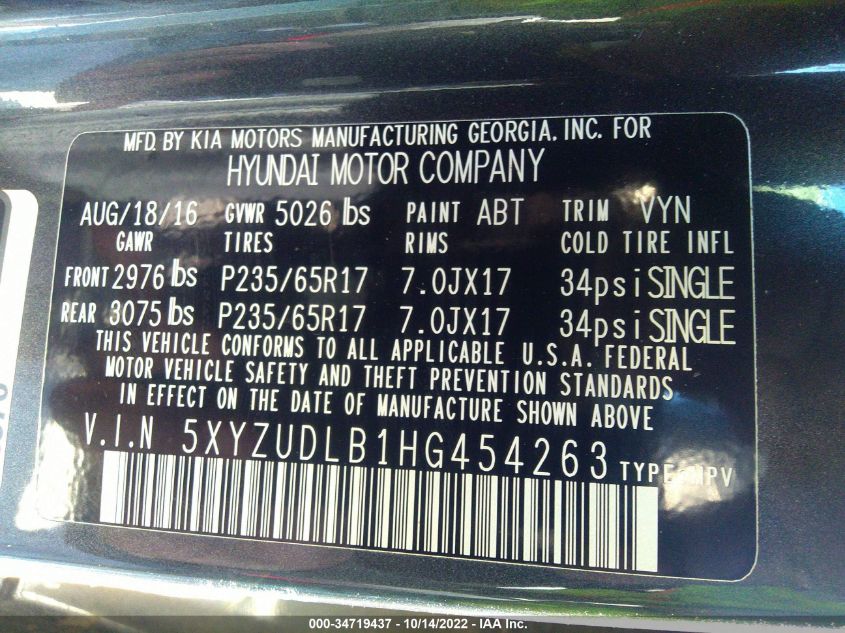 MFD. BY KIA MOTORS MANUFACTURING GEORGIA, INC. FOR
HYUNDAI MOTOR COMPANY
AUG/18/16 GVWR 5026 lbs PAINT ABT TRIM VYN
GAWR TIRES RIMS COLD TIRE INFL
FRONT 2976 lbs P235/65R17 7.0JX17 34psi SINGLE
REAR 3075 lbs P235/65R17 7.0JX17 34psi SINGLE
THIS VEHICLE CONFORMS TO ALL APPLICABLE U.S.A. FEDERAL
MOTOR VEHICLE SAFETY AND THEFT PREVENTION STANDARDS
IN EFFECT ON THE DATE OF MANUFACTURE SHOWN ABOVE
V.I.N 5XYZUDLB1HG454263 TYPE: MPV
000-34719437 - 10/14/2022 - IAA Inc.